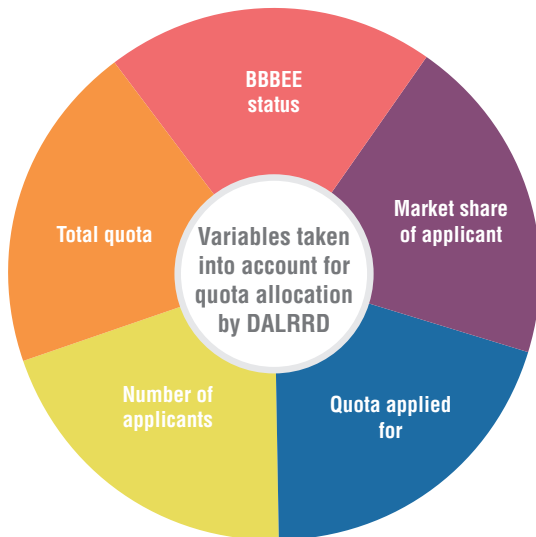 BBBEE
status
Market share
of applicant
Quota applied
for
Number of
applicants
Total quota
Variables taken
into account for
quota allocation
by DALRRD